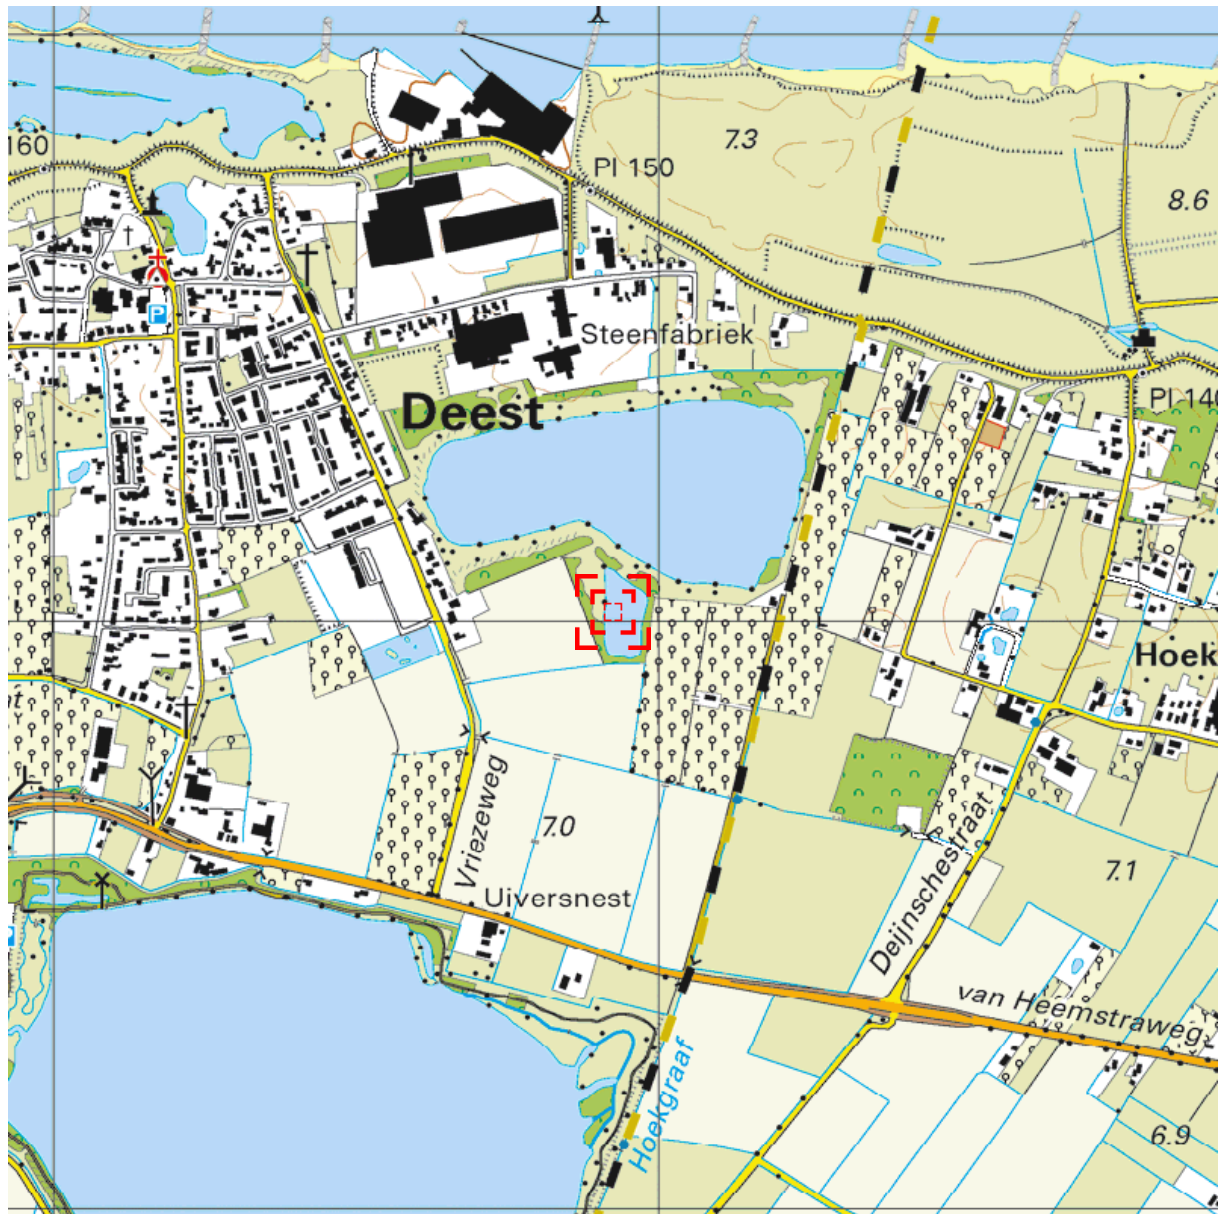 160
7.3
Pl 150
8.6
P
Steenfabriek
Deest
Pl 140
Hoek
Vriezeweg
7.0
Deijnschestraat
7.1
Uiversnest
van Heemstraweg
Hoekgraaf
6.9